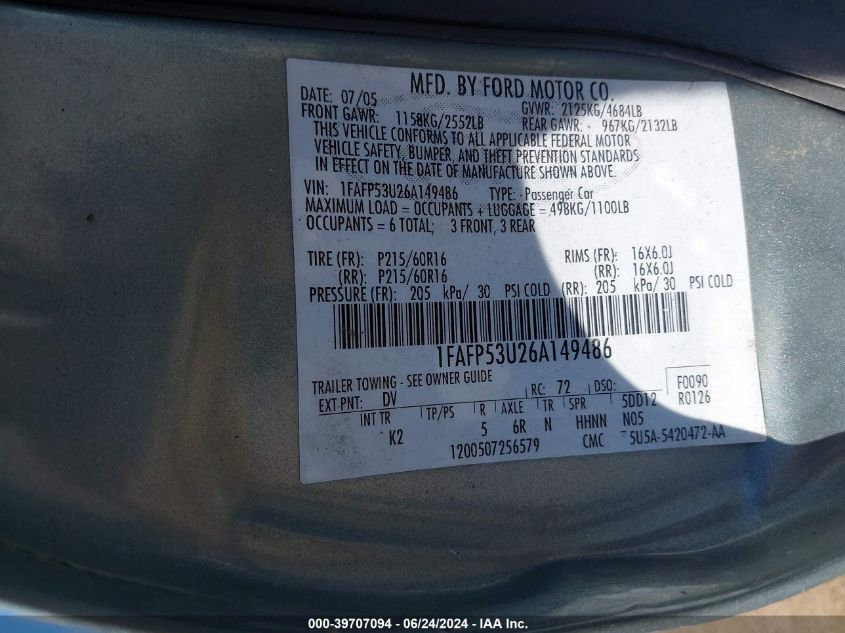 MFD. BY FORD MOTOR CO.
DATE: 07/05 GVWR: 2125KG/4684LB
FRONT GAWR: 1158KG/2552LB REAR GAWR: 967KG/2132LB
THIS VEHICLE CONFORMS TO ALL APPLICABLE FEDERAL MOTOR
VEHICLE SAFETY, BUMPER, AND THEFT PREVENTION STANDARDS
IN EFFECT ON THE DATE OF MANUFACTURE SHOWN ABOVE.
VIN: 1FAFP53U26A149486 TYPE: Passenger Car
MAXIMUM LOAD = OCCUPANTS + LUGGAGE = 498KG/1100LB
OCCUPANTS = 6 TOTAL; 3 FRONT, 3 REAR
TIRE (FR): P215/60R16 RIMS (FR): 16X6.0J
(RR): P215/60R16 (RR): 16X6.0J
PRESSURE (FR): 205 kPa/ 30 PSI COLD (RR): 205 kPa/ 30 PSI COLD
1FAFP53U26A149486
TRAILER TOWING - SEE OWNER GUIDE
EXT PNT: DV RC: 72 DSO: F0090
INT TR TP/PS R AXLE TR SPR 5DD12 R0126
K2 5 6R N HHNN N05
1200507256579 CMC 5U5A-5420472-AA
000-39707094 - 06/24/2024 - IAA Inc.